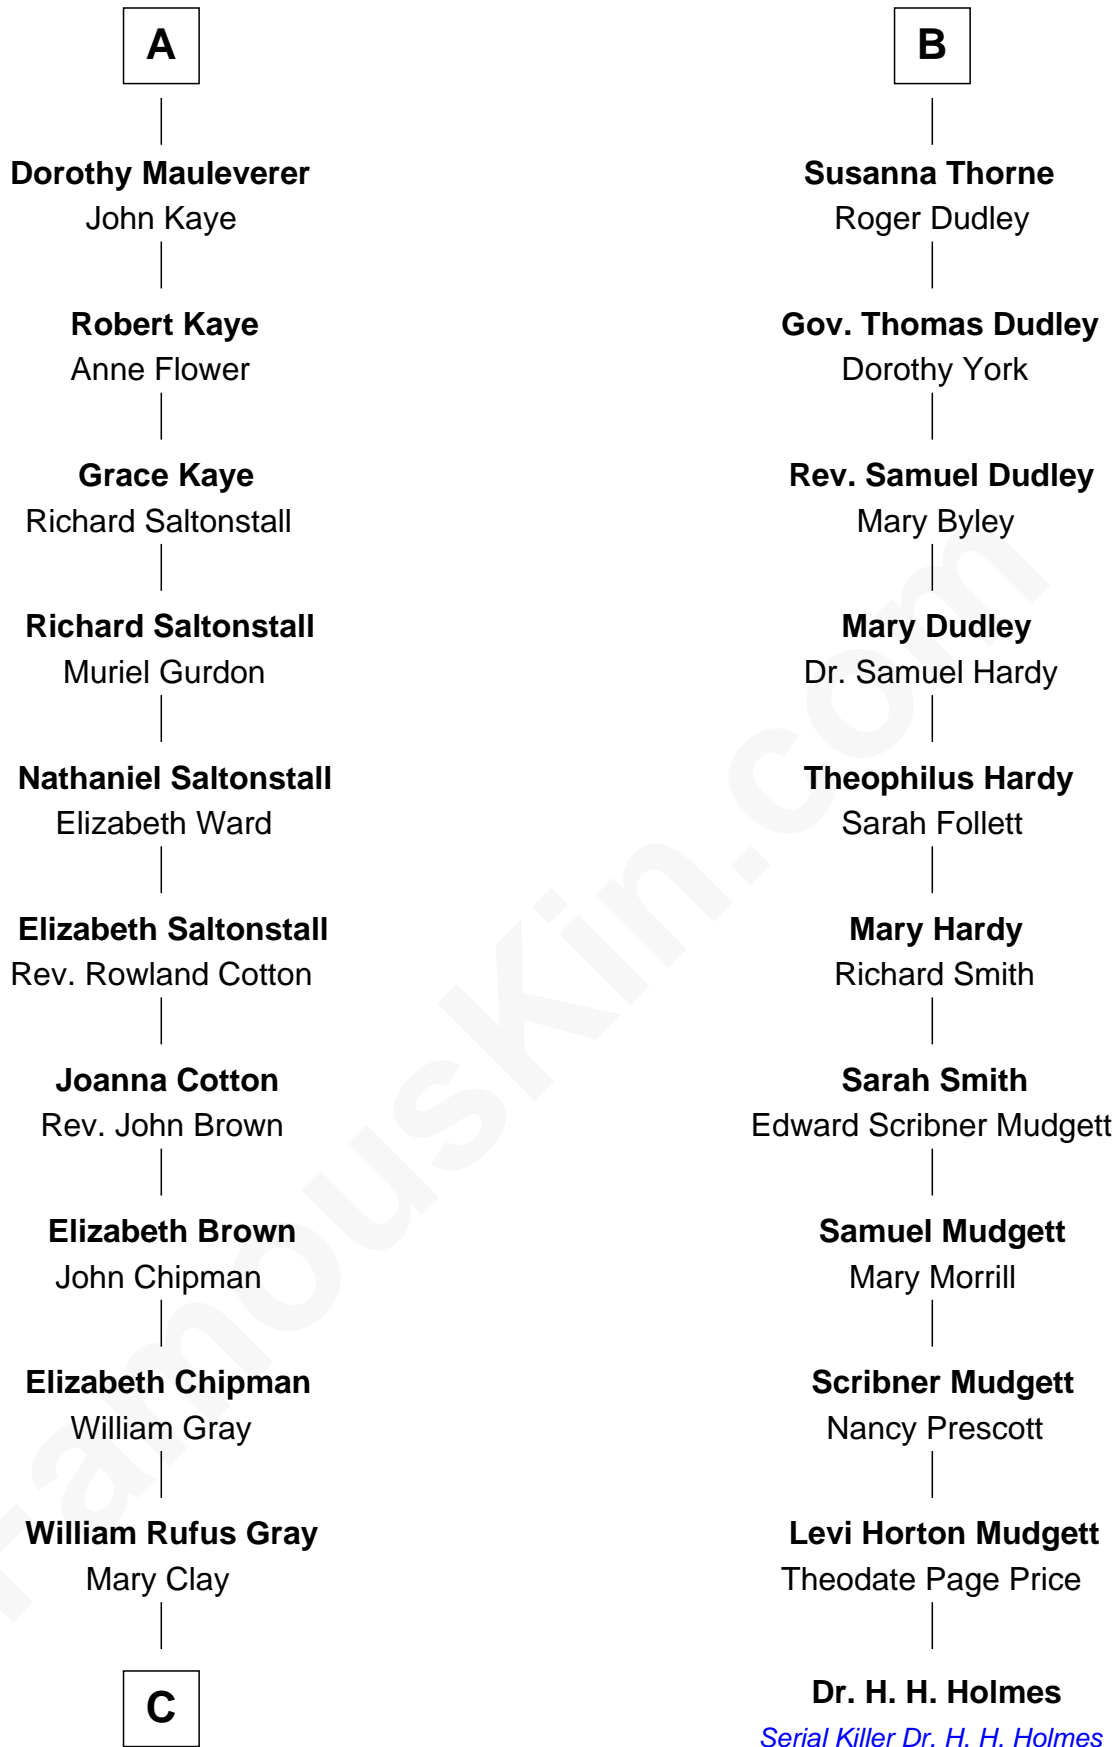 A
Dorothy Mauleverer
John Kaye
Robert Kaye
Anne Flower
Grace Kaye
Richard Saltonstall
Richard Saltonstall
Muriel Gurdon
Nathaniel Saltonstall
Elizabeth Ward
Elizabeth Saltonstall
Rev. Rowland Cotton
Joanna Cotton
Rev. John Brown
Elizabeth Brown
John Chipman
Elizabeth Chipman
William Gray
William Rufus Gray
Mary Clay
C
B
Susanna Thorne
Roger Dudley
Gov. Thomas Dudley
Dorothy York
Rev. Samuel Dudley
Mary Byley
Mary Dudley
Dr. Samuel Hardy
Theophilus Hardy
Sarah Follett
Mary Hardy
Richard Smith
Sarah Smith
Edward Scribner Mudgett
Samuel Mudgett
Mary Morrill
Scribner Mudgett
Nancy Prescott
Levi Horton Mudgett
Theodate Page Price
Dr. H. H. Holmes
Serial Killer Dr. H. H. Holmes
FamousKin.com